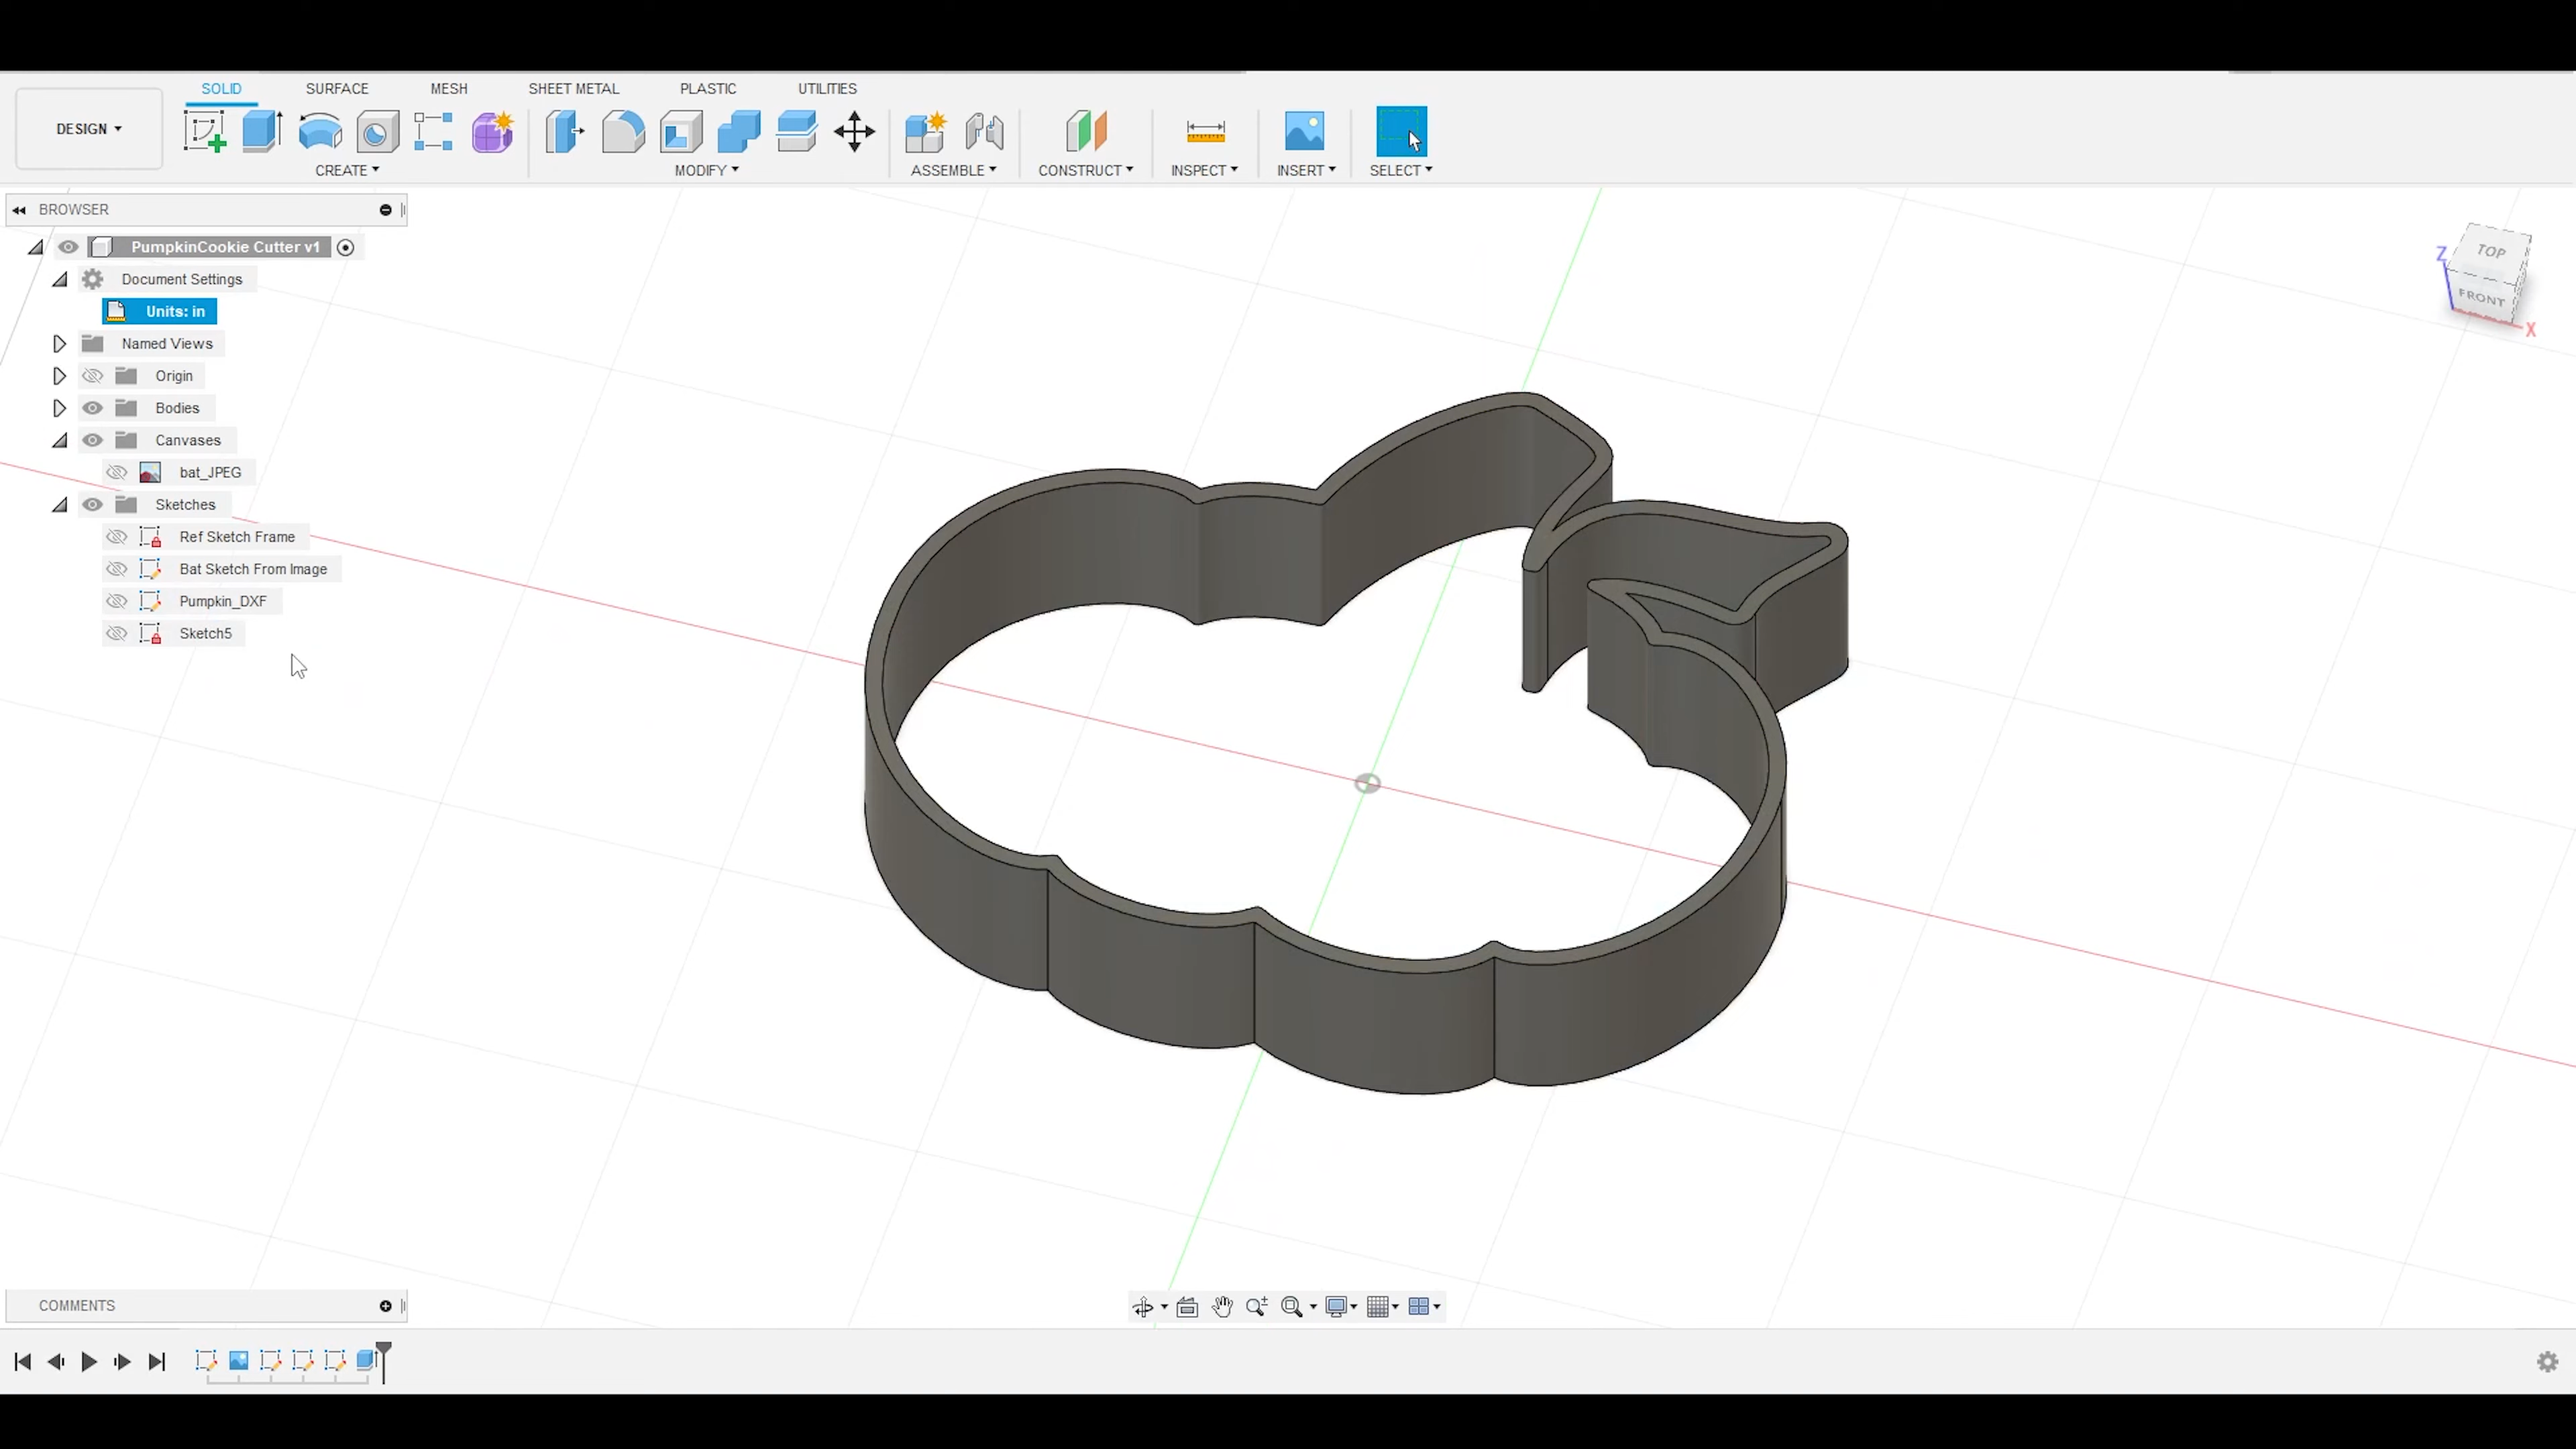 SOLID SURFACE MESH SHEET METAL PLASTIC UTILITIES
DESIGN
CREATE MODIFY ASSEMBLE CONSTRUCT INSPECT INSERT SELECT
BROWSER
PumpkinCookie Cutter v1
Document Settings
Units: in
Named Views
Origin
Bodies
Canvases
bat_JPEG
Sketches
Ref Sketch Frame
Bat Sketch From Image
Pumpkin_DXF
Sketch5
TOP
Z
FRONT
X
COMMENTS